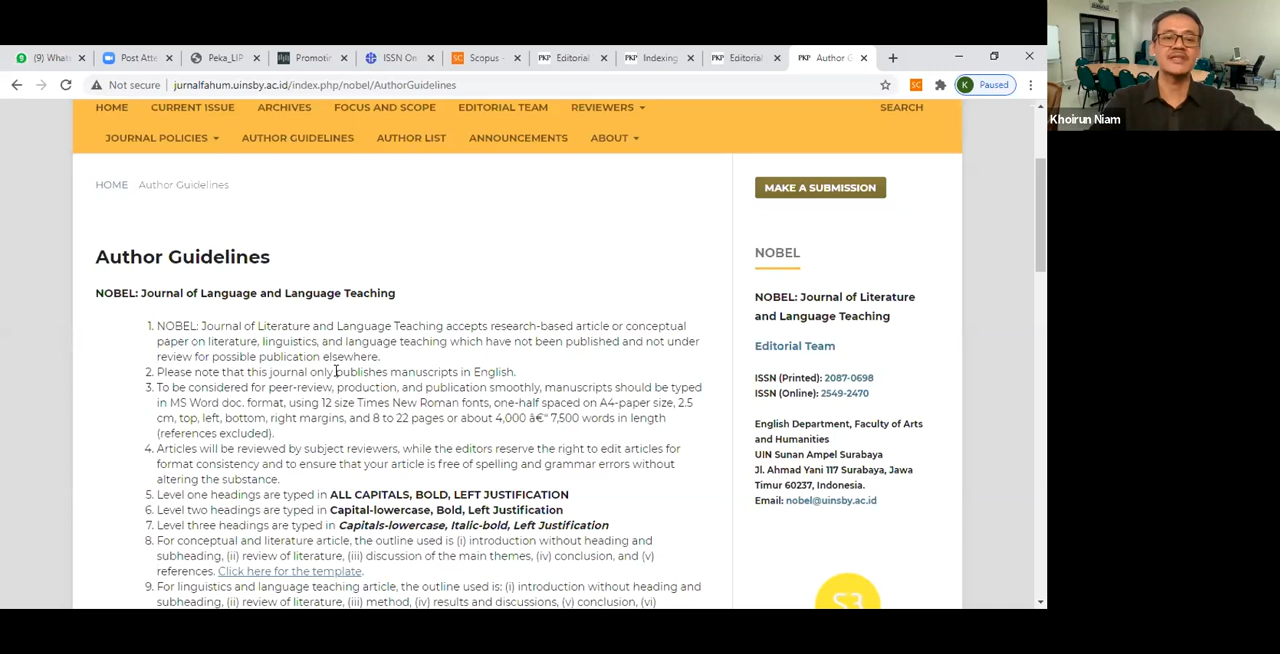 (9) What
Post Atte
Peka_LIP
Promotin
ISSN On
Scopus -
PKP Editorial
PKP Indexing
PKP Editorial
PKP Author G
Not secure
jurnalfahum.uinsby.ac.id/index.php/nobel/AuthorGuidelines
K Paused
Khoirun Niam
HOME CURRENT ISSUE ARCHIVES FOCUS AND SCOPE EDITORIAL TEAM REVIEWERS SEARCH
JOURNAL POLICIES AUTHOR GUIDELINES AUTHOR LIST ANNOUNCEMENTS ABOUT
HOME Author Guidelines
Author Guidelines
NOBEL: Journal of Language and Language Teaching
1. NOBEL: Journal of Literature and Language Teaching accepts research-based article or conceptual
paper on literature, linguistics, and language teaching which have not been published and not under
review for possible publication elsewhere.
2. Please note that this journal only publishes manuscripts in English.
3. To be considered for peer-review, production, and publication smoothly, manuscripts should be typed
in MS Word doc. format, using 12 size Times New Roman fonts, one-half spaced on A4-paper size, 2.5
cm, top, left, bottom, right margins, and 8 to 22 pages or about 4,000 â€“ 7,500 words in length
(references excluded).
4. Articles will be reviewed by subject reviewers, while the editors reserve the right to edit articles for
format consistency and to ensure that your article is free of spelling and grammar errors without
altering the substance.
5. Level one headings are typed in ALL CAPITALS, BOLD, LEFT JUSTIFICATION
6. Level two headings are typed in Capital-lowercase, Bold, Left Justification
7. Level three headings are typed in Capitals-lowercase, Italic-bold, Left Justification
8. For conceptual and literature article, the outline used is (i) introduction without heading and
subheading, (ii) review of literature, (iii) discussion of the main themes, (iv) conclusion, and (v)
references. Click here for the template.
9. For linguistics and language teaching article, the outline used is: (i) introduction without heading and
subheading, (ii) review of literature, (iii) method, (iv) results and discussions, (v) conclusion, (vi)
MAKE A SUBMISSION
NOBEL
NOBEL: Journal of Literature
and Language Teaching
Editorial Team
ISSN (Printed): 2087-0698
ISSN (Online): 2549-2470
English Department, Faculty of Arts
and Humanities
UIN Sunan Ampel Surabaya
Jl. Ahmad Yani 117 Surabaya, Jawa
Timur 60237, Indonesia.
Email: nobel@uinsby.ac.id
S3